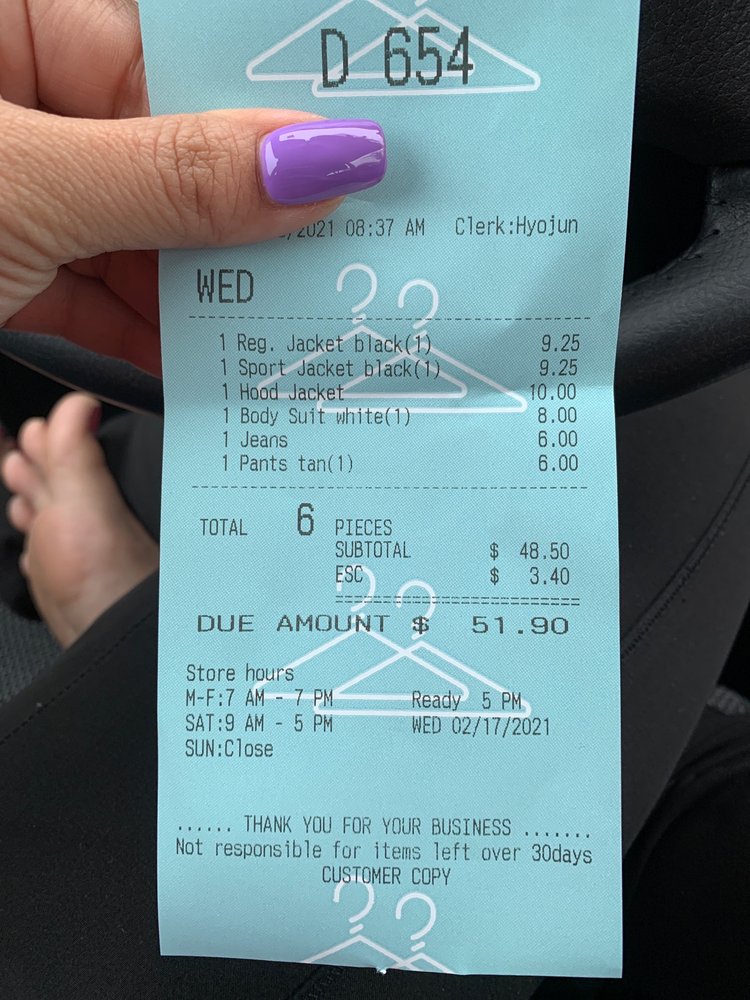 D 654
/2021 08:37 AM Clerk:Hyojun
WED
1 Reg. Jacket black(1) 9.25
1 Sport Jacket black(1) 9.25
1 Hood Jacket 10.00
1 Body Suit white(1) 8.00
1 Jeans 6.00
1 Pants tan(1) 6.00
TOTAL 6 PIECES
SUBTOTAL $ 48.50
ESC $ 3.40
DUE AMOUNT $ 51.90
Store hours
M-F:7 AM - 7 PM Ready 5 PM
SAT:9 AM - 5 PM WED 02/17/2021
SUN:Close
...... THANK YOU FOR YOUR BUSINESS .......
Not responsible for items left over 30days
CUSTOMER COPY